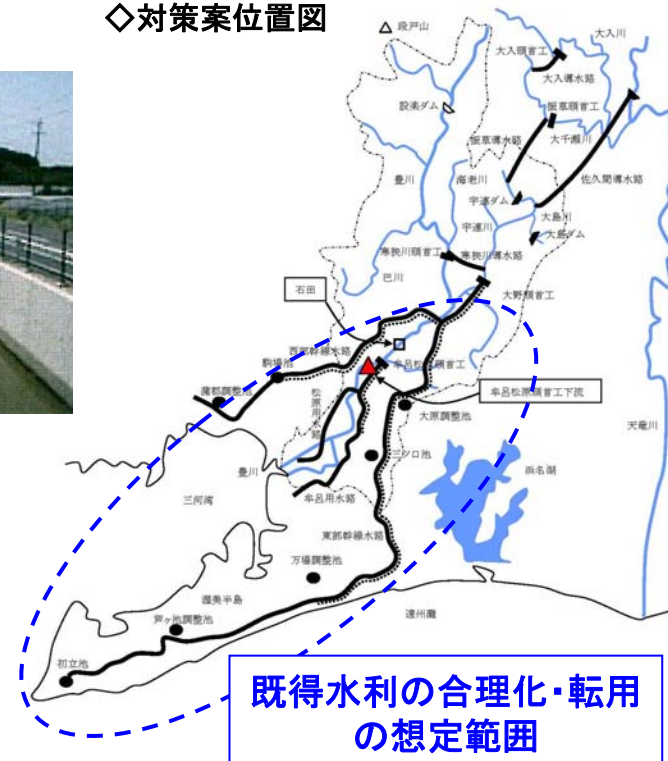 ◇対策案位置図
段戸山
大入川
大入頭首工
大入導水路
設楽ダム
振草頭首工
振草導水路
大千瀬川
豊川
海老川
佐久間導水路
宇連ダム
大島川
宇連川
大島ダム
寒狭川頭首工
寒狭川導水路
巴川
石田
大野頭首工
西部幹線水路
駒場池
牟呂松原頭首工
蒲郡調整池
松原用水路
牟呂松原頭首工下流
大原調整池
天竜川
三ツ口池
豊川
浜名湖
三河湾
牟呂用水路
東部幹線水路
万場調整池
渥美半島
芦ヶ池調整池
遠州灘
初立池
既得水利の合理化・転用
の想定範囲